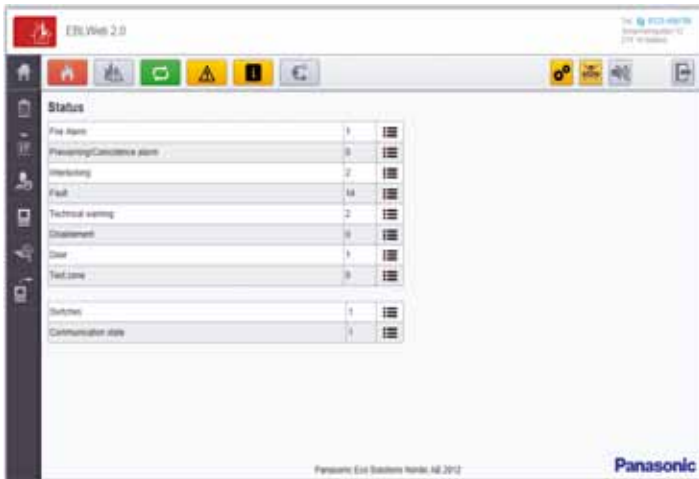 EBLWeb 2.0
Status
Fire Alarm 1
Prewarning/Coincidence alarm 0
Interlocking 2
Fault 14
Technical warning 2
Disablement 0
Door 1
Test zone 0
Switches 1
Communication state 1
Panasonic Eco Solutions Nordic AB 2012
Panasonic